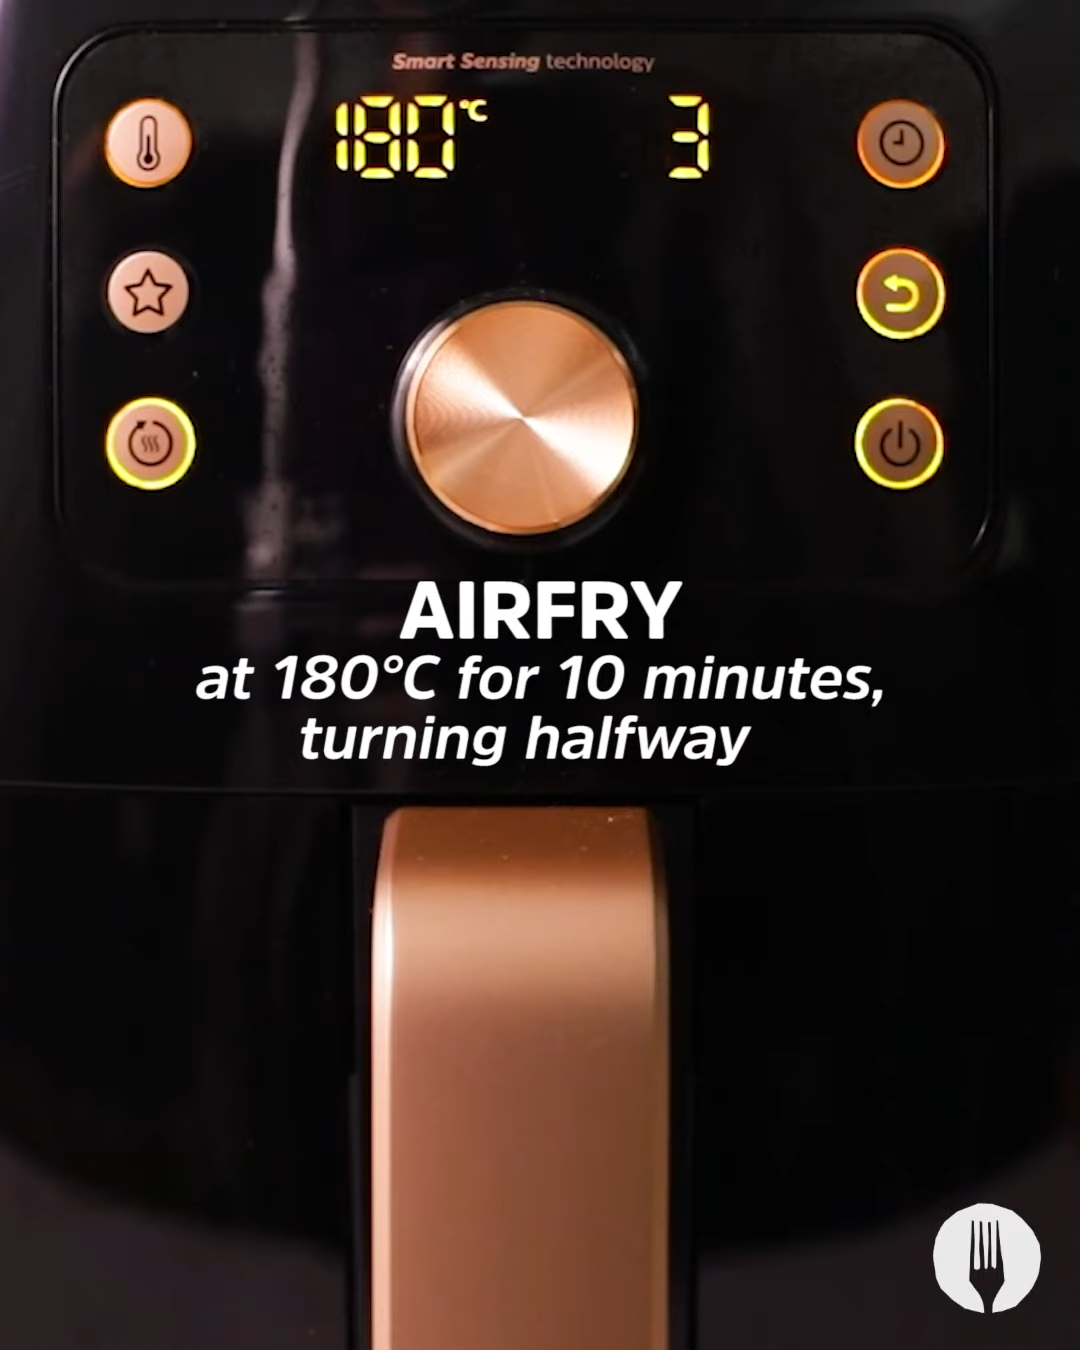 Smart Sensing technology
180°C 3
AIRFRY
at 180°C for 10 minutes,
turning halfway